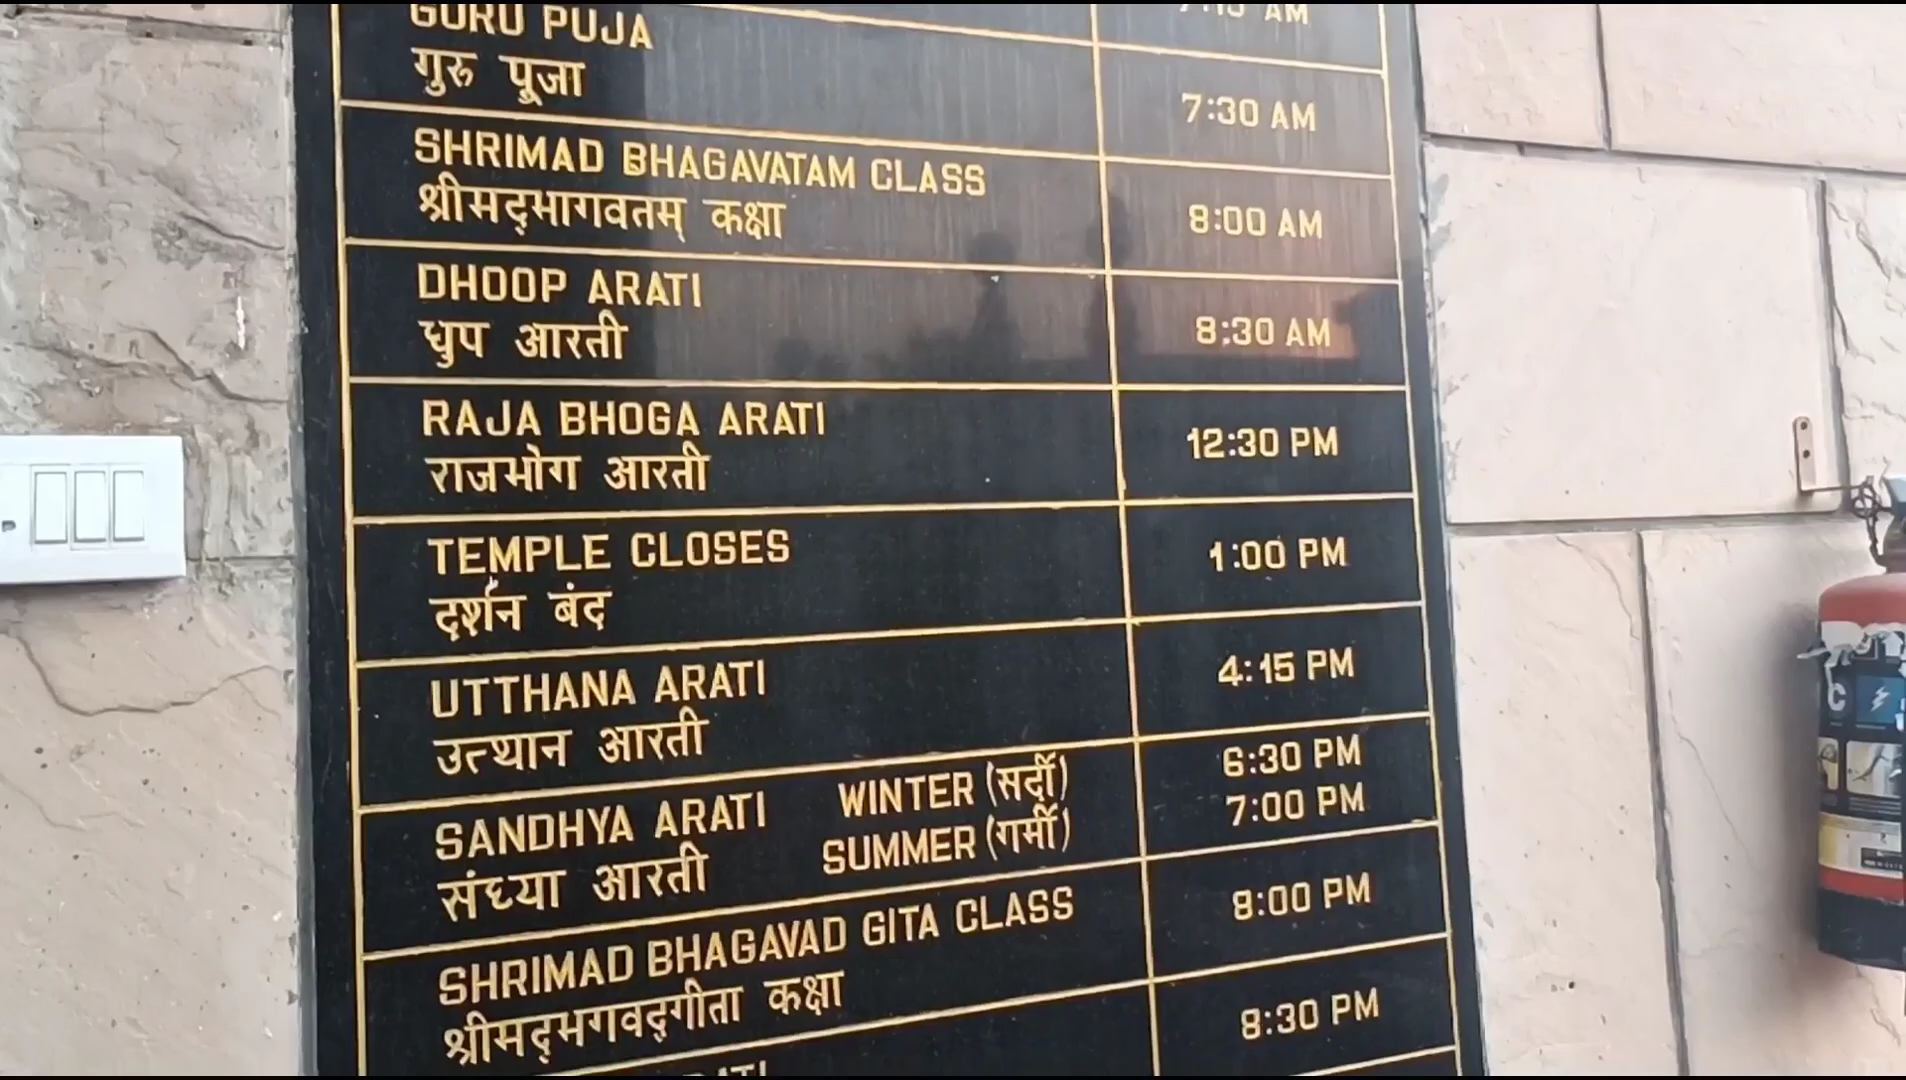 GURU PUJA
गुरु पूजा
7:30 AM
SHRIMAD BHAGAVATAM CLASS
श्रीमद्भागवतम् कक्षा
8:00 AM
DHOOP ARATI
धुप आरती
8:30 AM
RAJA BHOGA ARATI
राजभोग आरती
12:30 PM
TEMPLE CLOSES
दर्शन बंद
1:00 PM
UTTHANA ARATI
उत्थान आरती
4:15 PM
SANDHYA ARATI WINTER (सर्दी) 6:30 PM
संध्या आरती SUMMER (गर्मी) 7:00 PM
SHRIMAD BHAGAVAD GITA CLASS
श्रीमद्भगवद्गीता कक्षा
8:00 PM
8:30 PM